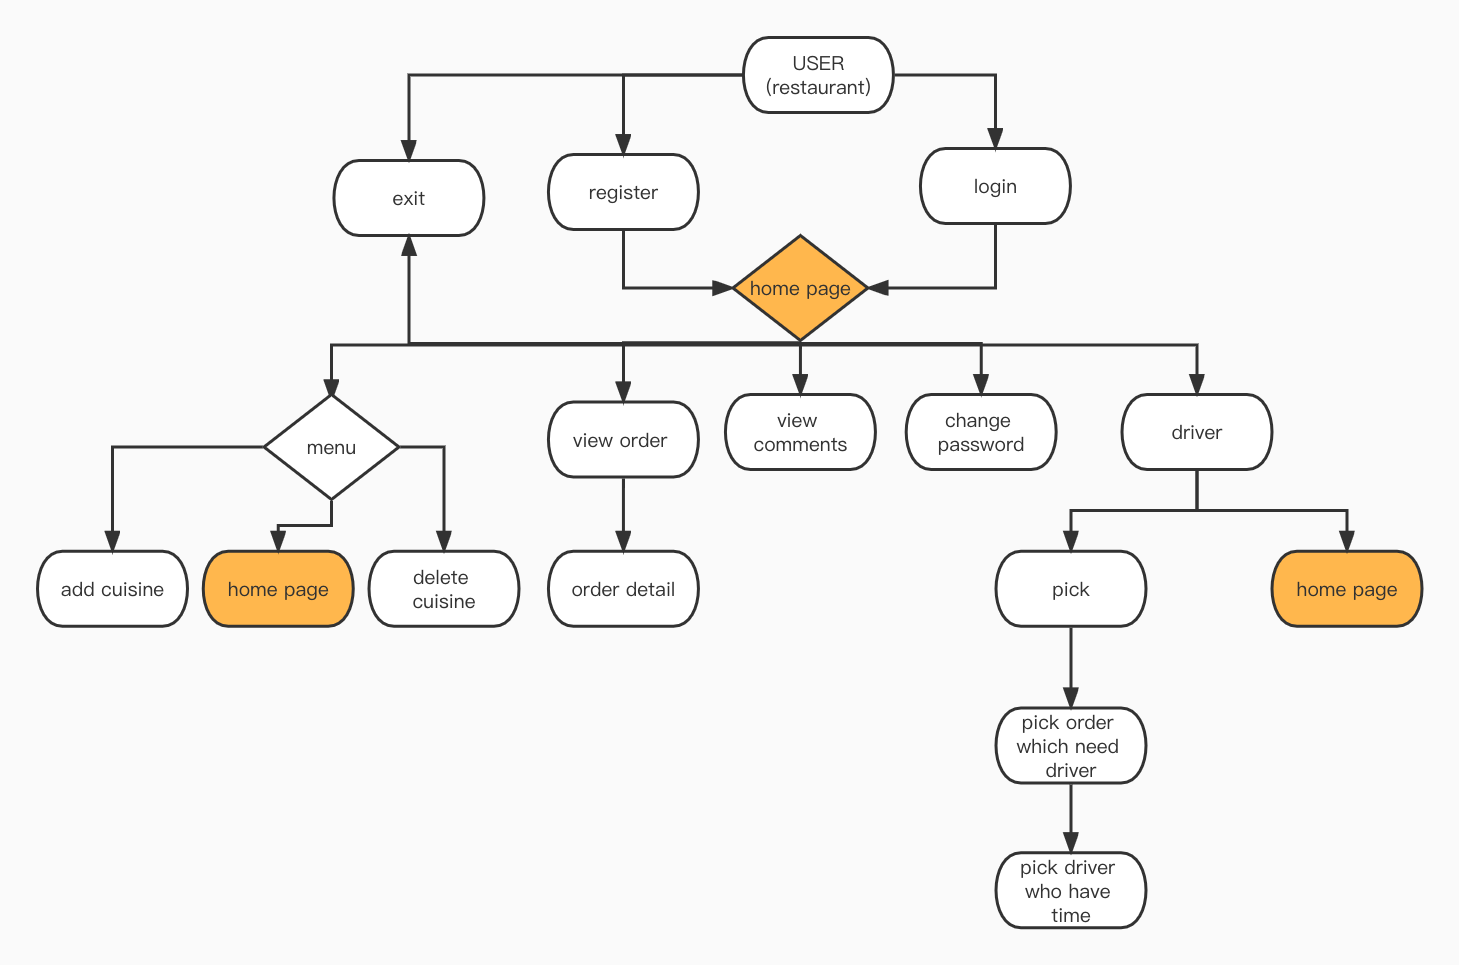 USER
(restaurant)
exit
register
login
home page
menu
view order
view
comments
change
password
driver
add cuisine
home page
delete
cuisine
order detail
pick
home page
pick order
which need
driver
pick driver
who have
time